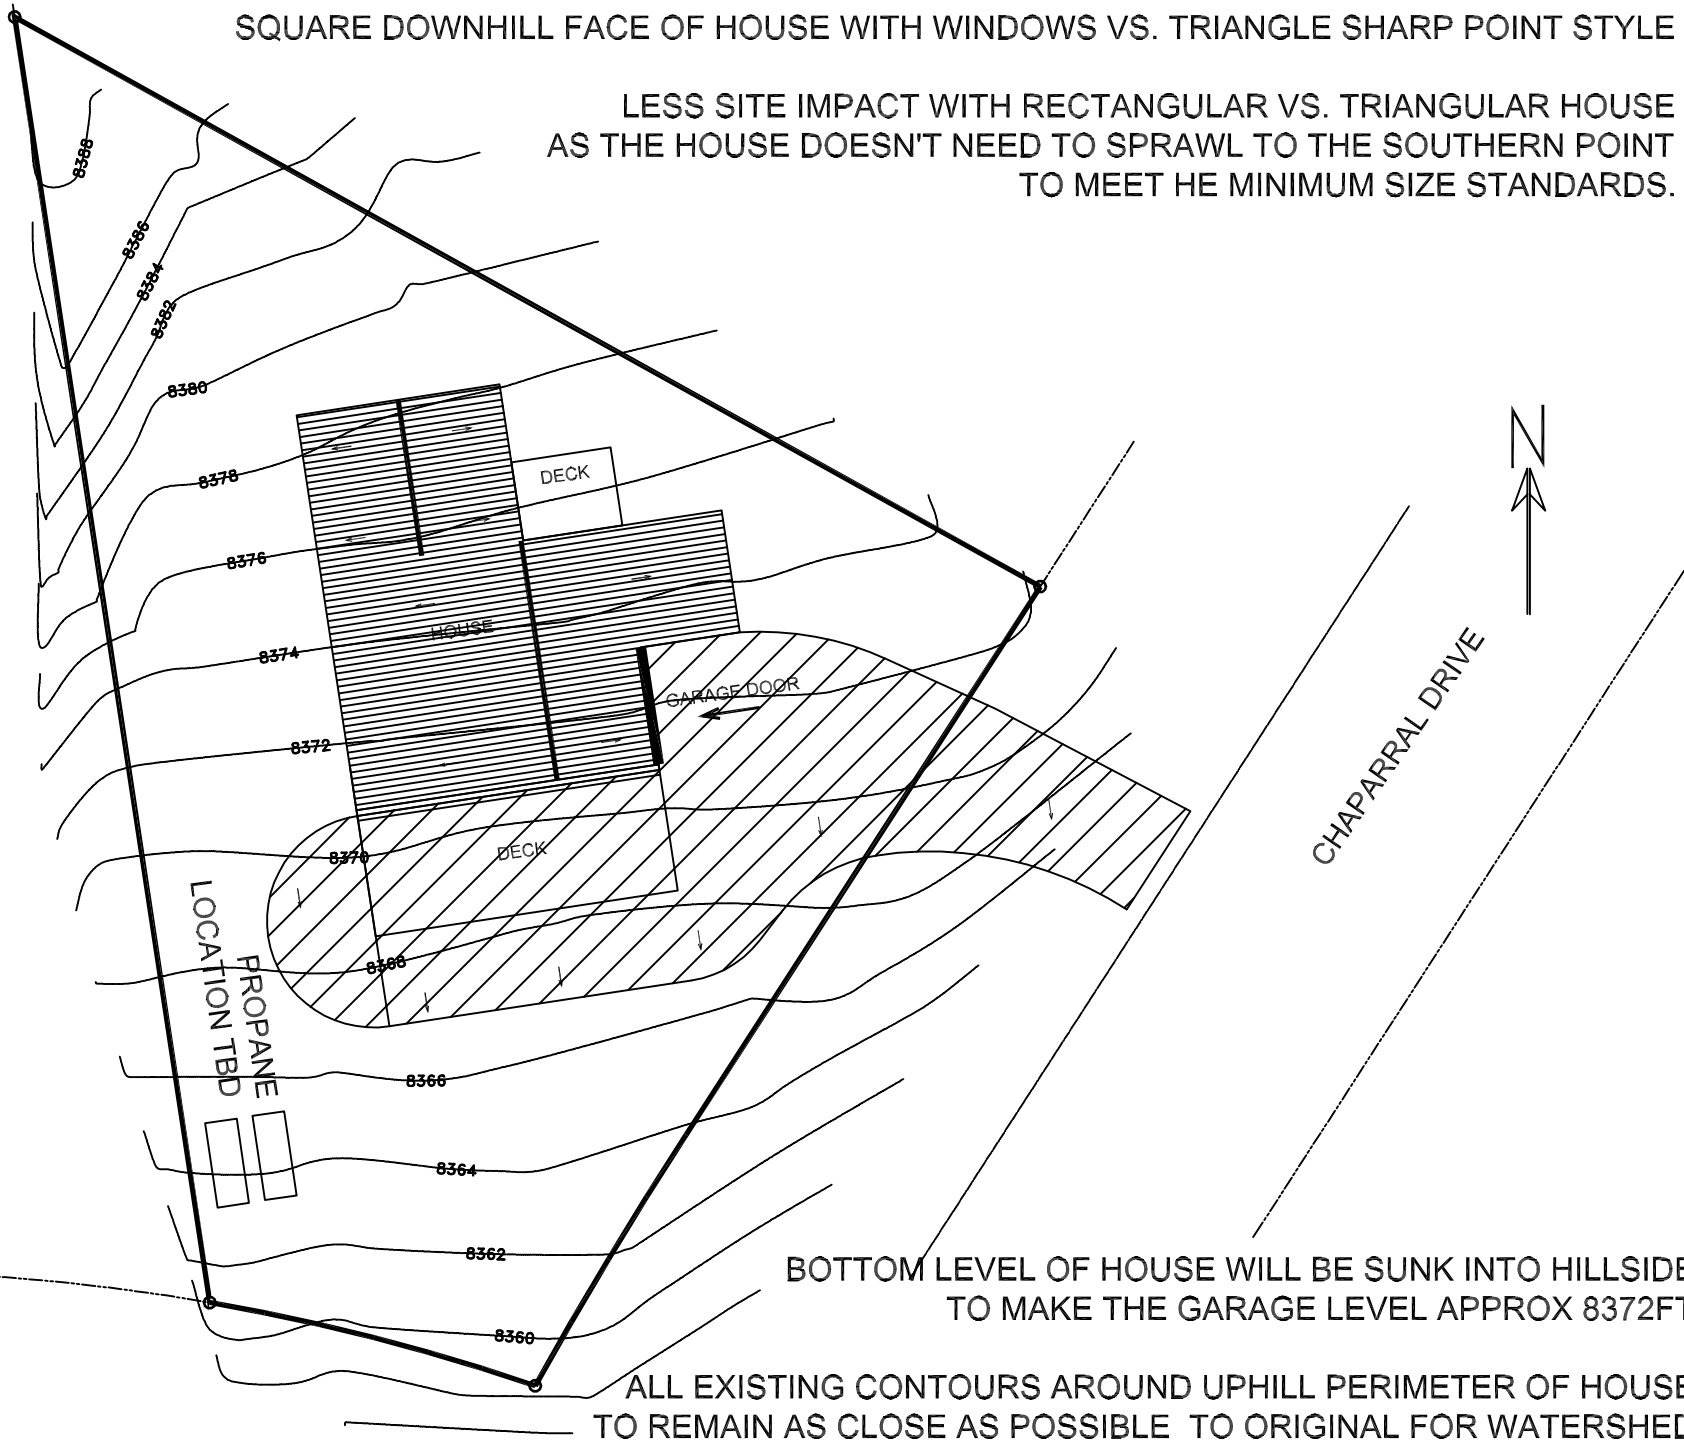 SQUARE DOWNHILL FACE OF HOUSE WITH WINDOWS VS. TRIANGLE SHARP POINT STYLE
LESS SITE IMPACT WITH RECTANGULAR VS. TRIANGULAR HOUSE
AS THE HOUSE DOESN'T NEED TO SPRAWL TO THE SOUTHERN POINT
TO MEET HE MINIMUM SIZE STANDARDS.
8388
8386
8384
8382
8380
8378
8376
8374
8372
8370
8368
8366
8364
8362
8360
DECK
HOUSE
GARAGE DOOR
DECK
N
CHAPARRAL DRIVE
PROPANE
LOCATION TBD
BOTTOM LEVEL OF HOUSE WILL BE SUNK INTO HILLSIDE
TO MAKE THE GARAGE LEVEL APPROX 8372FT
ALL EXISTING CONTOURS AROUND UPHILL PERIMETER OF HOUSE
TO REMAIN AS CLOSE AS POSSIBLE TO ORIGINAL FOR WATERSHED